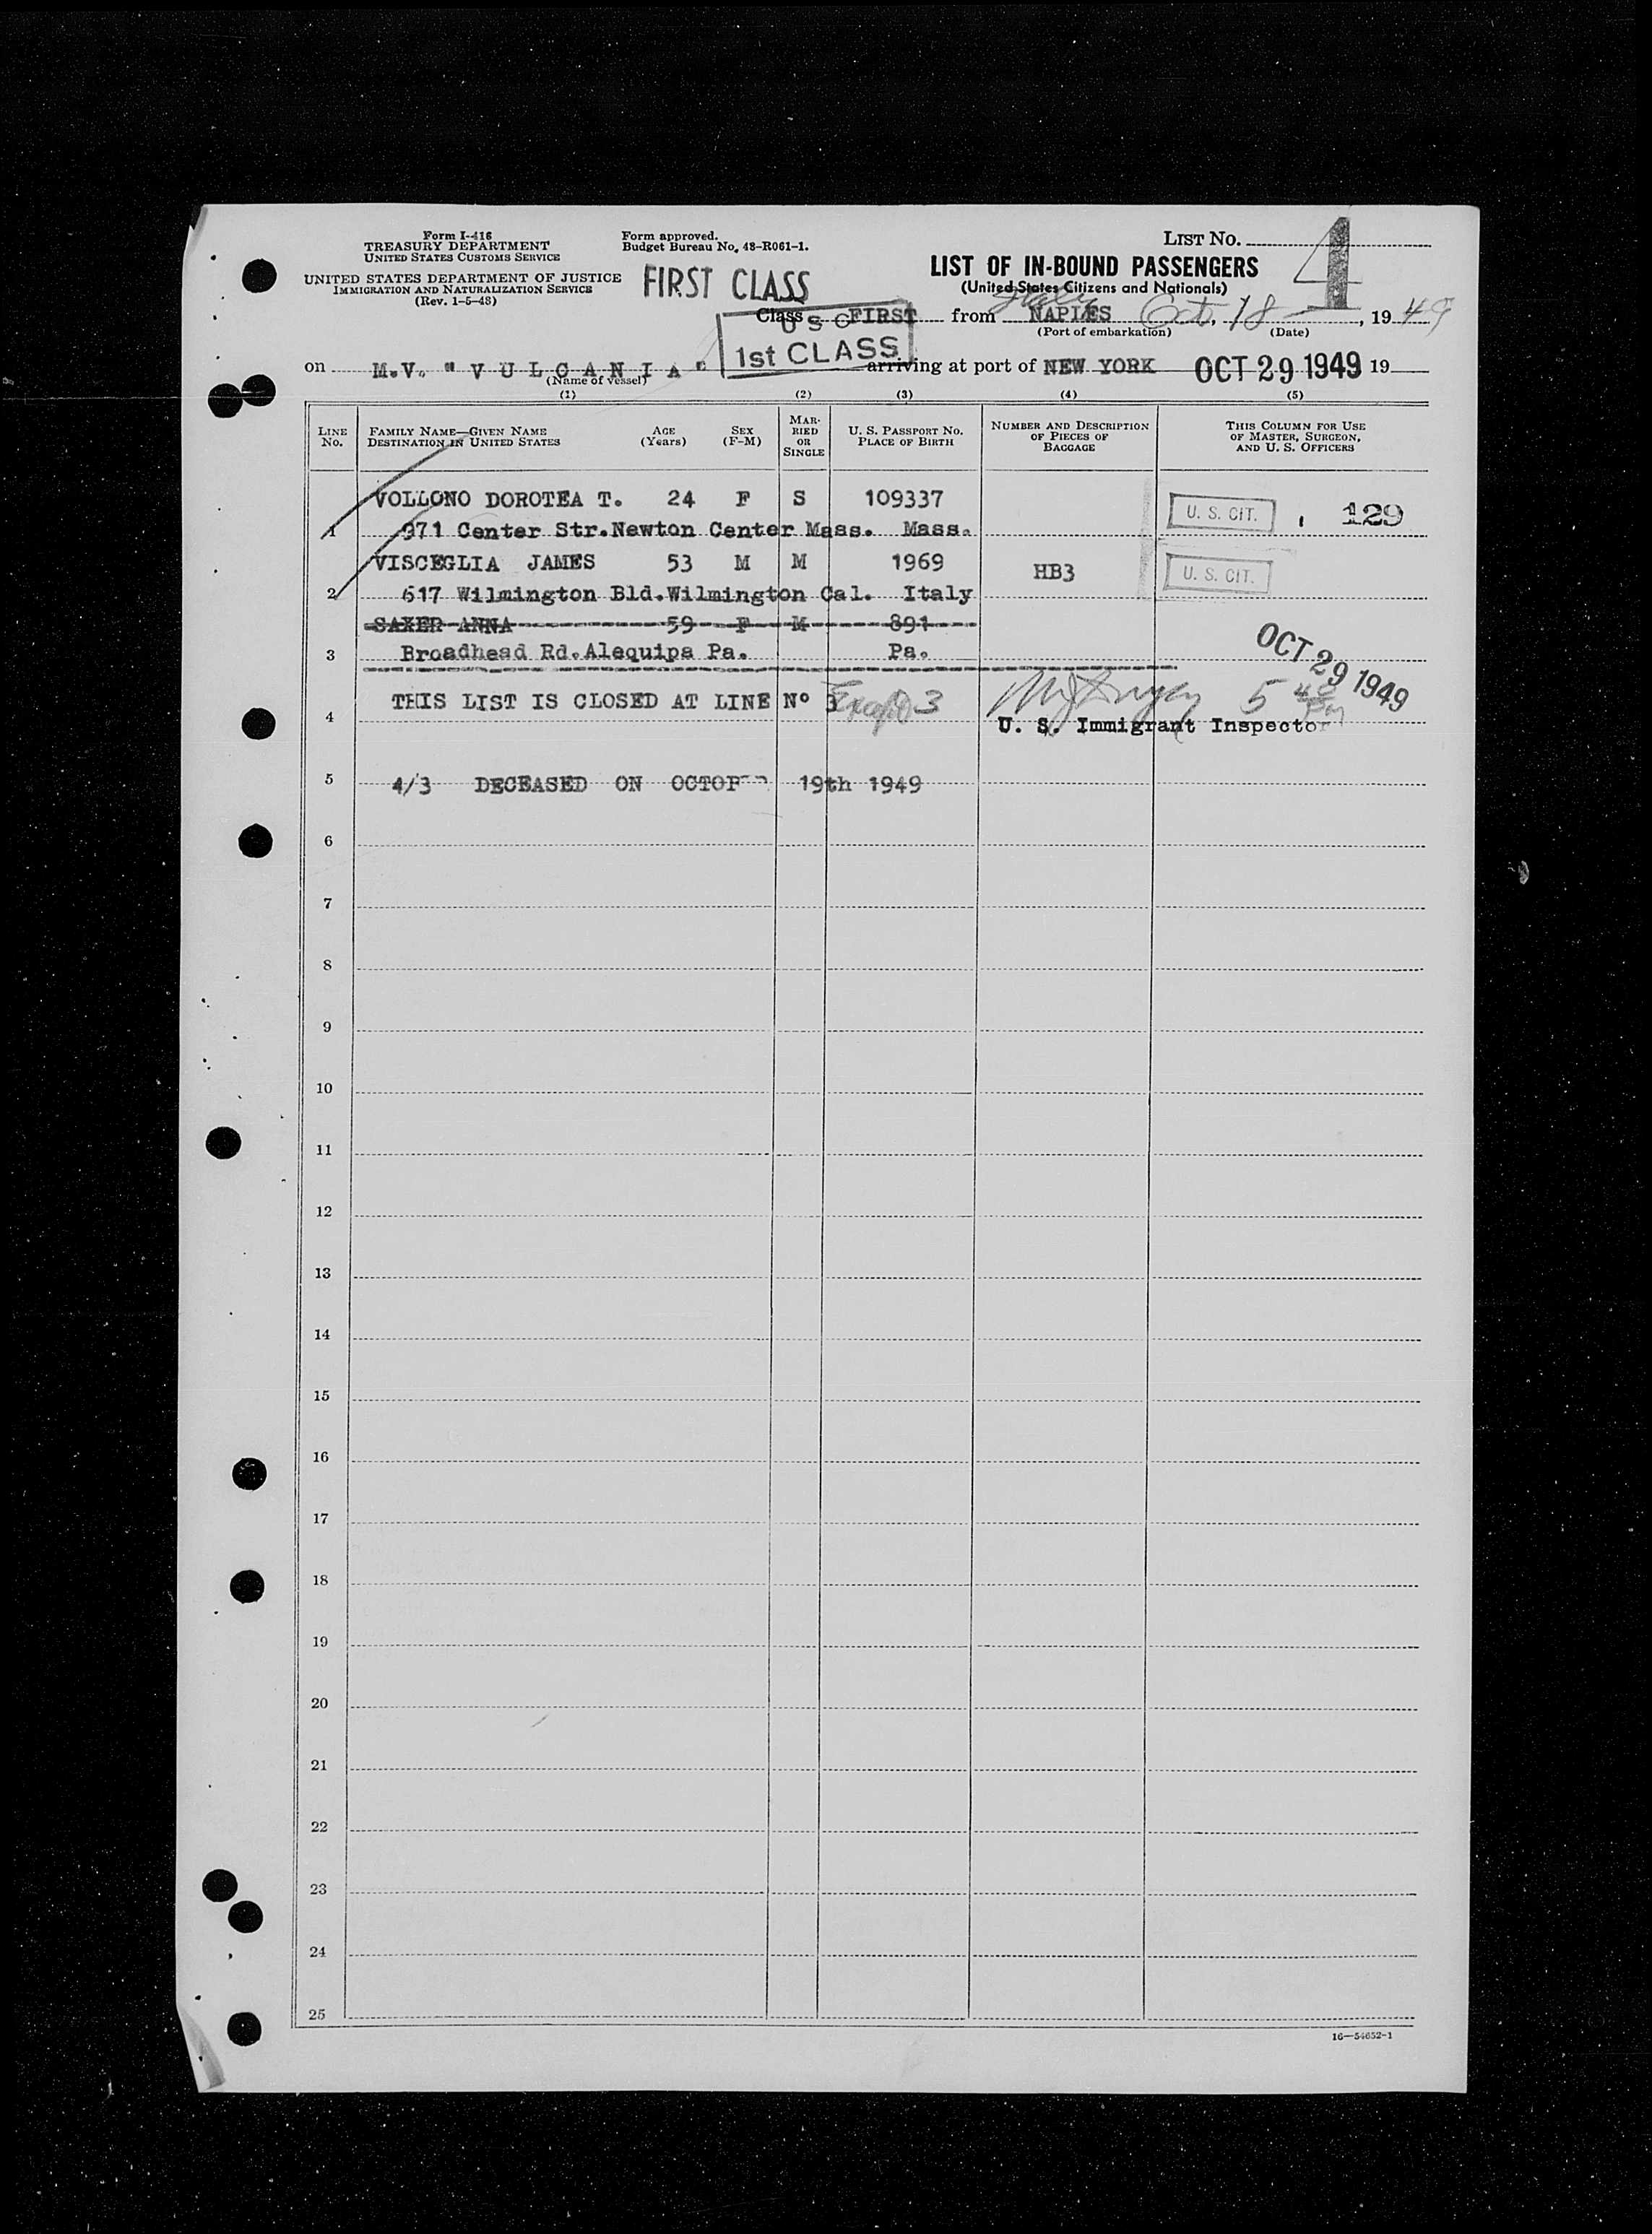 Form I-416
TREASURY DEPARTMENT
UNITED STATES CUSTOMS SERVICE
UNITED STATES DEPARTMENT OF JUSTICE
IMMIGRATION AND NATURALIZATION SERVICE
(Rev. 1-5-48)
Form approved.
Budget Bureau No. 43-R061-1.
FIRST CLASS
LIST NO. 4
LIST OF IN-BOUND PASSENGERS
(United States Citizens and Nationals)
Italy
Class FIRST from NAPLES Oct, 18, 1949
(Port of embarkation) (Date)
U S C
1st CLASS
on M.V. "VULCANIA" arriving at port of NEW YORK OCT 29 1949 19
(Name of vessel)
(1) (2) (3) (4) (5)
LINE No. FAMILY NAME—GIVEN NAME DESTINATION IN UNITED STATES AGE (Years) SEX (F-M) MARRIED OR SINGLE U. S. PASSPORT NO. PLACE OF BIRTH NUMBER AND DESCRIPTION OF PIECES OF BAGGAGE THIS COLUMN FOR USE OF MASTER, SURGEON, AND U. S. OFFICERS
VOLLONO DOROTEA T. 24 F S 109337 U. S. CIT. 129
1 971 Center Str.Newton Center Mass. Mass.
VISCEGLIA JAMES 53 M M 1969 HB3 U. S. CIT.
2 617 Wilmington Bld.Wilmington Cal. Italy
SAXER ANNA 59 F M 891
3 Broadhead Rd.Alequipa Pa. Pa.
OCT 29 1949
THIS LIST IS CLOSED AT LINE Nº 3 Except 3 5 40 PM
4 U. S. Immigrant Inspector
5 4/3 DECEASED ON 19th 1949
6
7
8
9
10
11
12
13
14
15
16
17
18
19
20
21
22
23
24
25
16—54652-1